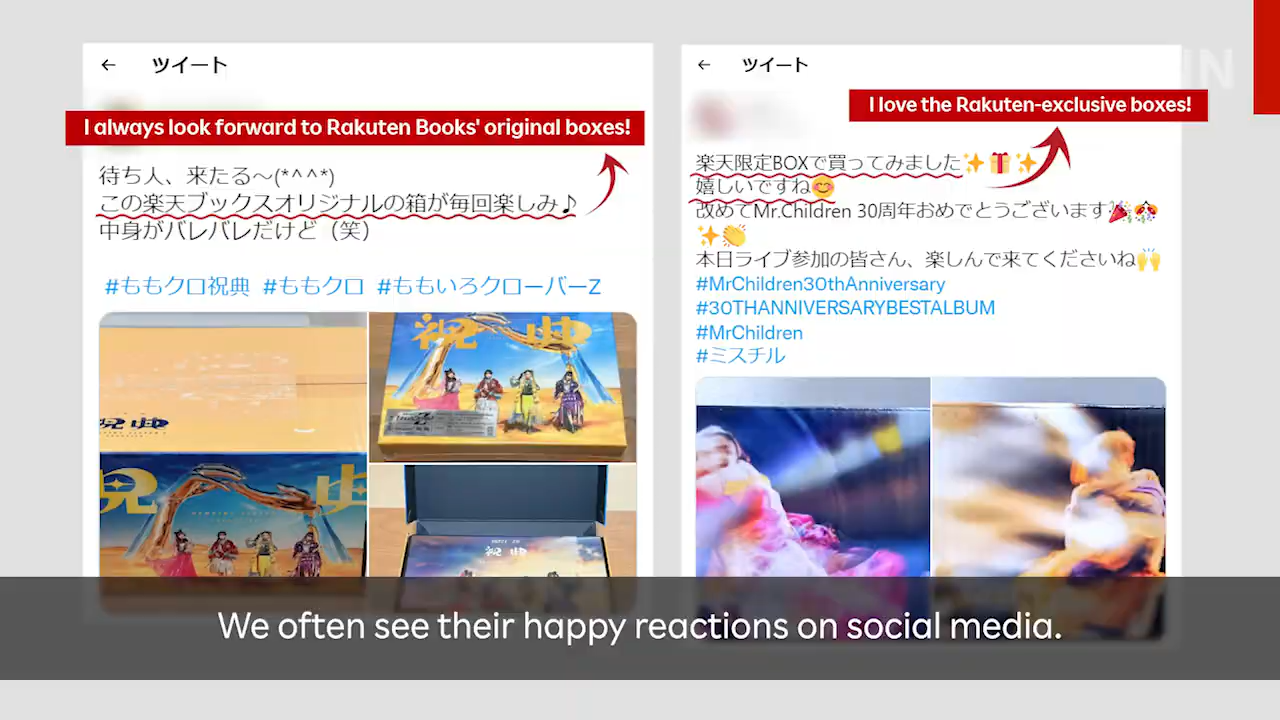 ← ツイート
I always look forward to Rakuten Books' original boxes!
待ち人、来たる〜(*^^*)
この楽天ブックスオリジナルの箱が毎回楽しみ♪
中身がバレバレだけど（笑）
#ももクロ祝典 #ももクロ #ももいろクローバーZ
祝典
祝典
← ツイート
IN
I love the Rakuten-exclusive boxes!
楽天限定BOXで買ってみました✨🎁✨
嬉しいですね😊
改めてMr.Children 30周年おめでとうございます🎉🎊
✨👏
本日ライブ参加の皆さん、楽しんで来てくださいね🙌
#MrChildren30thAnniversary
#30THANNIVERSARYBESTALBUM
#MrChildren
#ミスチル
We often see their happy reactions on social media.